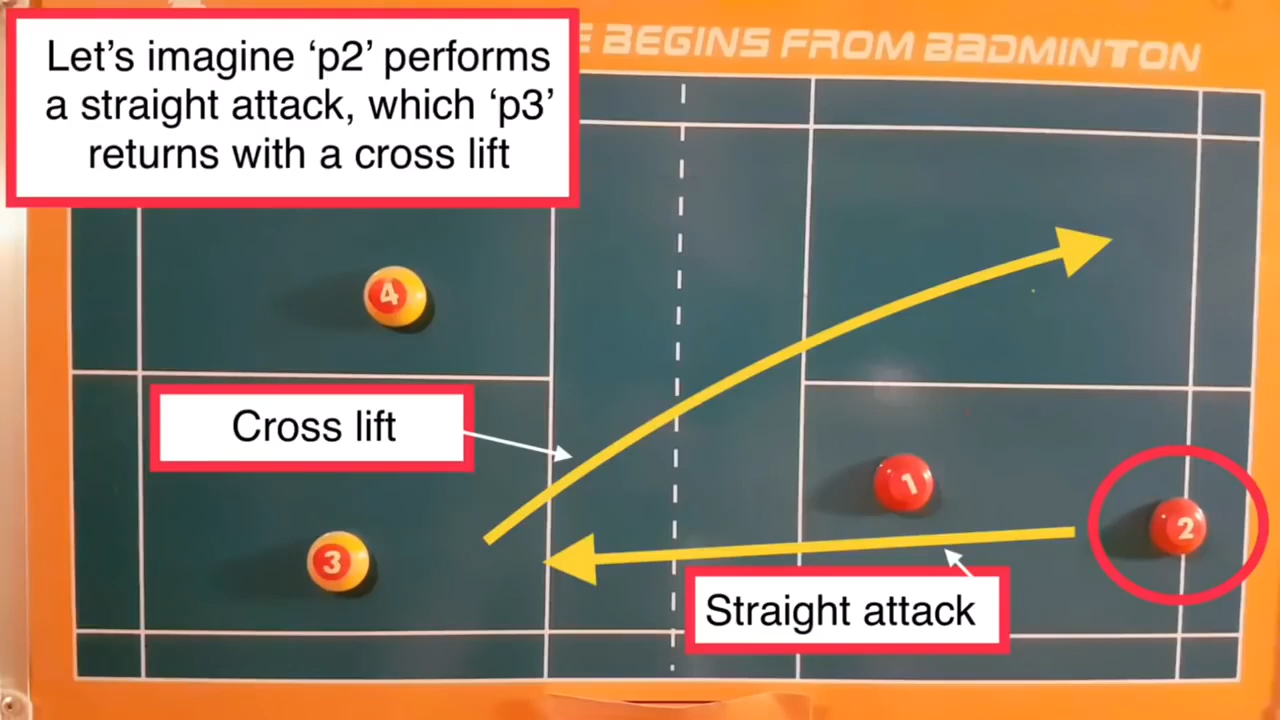 Let's imagine ‘p2’ performs
a straight attack, which ‘p3’
returns with a cross lift
BEGINS FROM BADMINTON
4
Cross lift
1
2
3
Straight attack